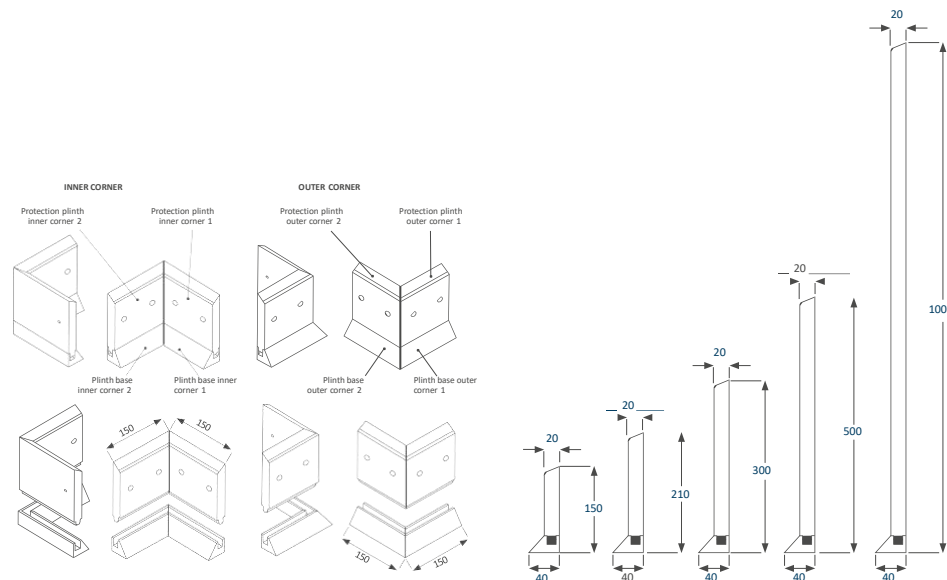 INNER CORNER
OUTER CORNER
Protection plinth
inner corner 2
Protection plinth
inner corner 1
Protection plinth
outer corner 2
Protection plinth
outer corner 1
Plinth base
inner corner 2
Plinth base inner
corner 1
Plinth base
outer corner 2
Plinth base outer
corner 1
150
150
150
150
20
150
40
20
210
40
20
300
40
20
500
40
20
100
40